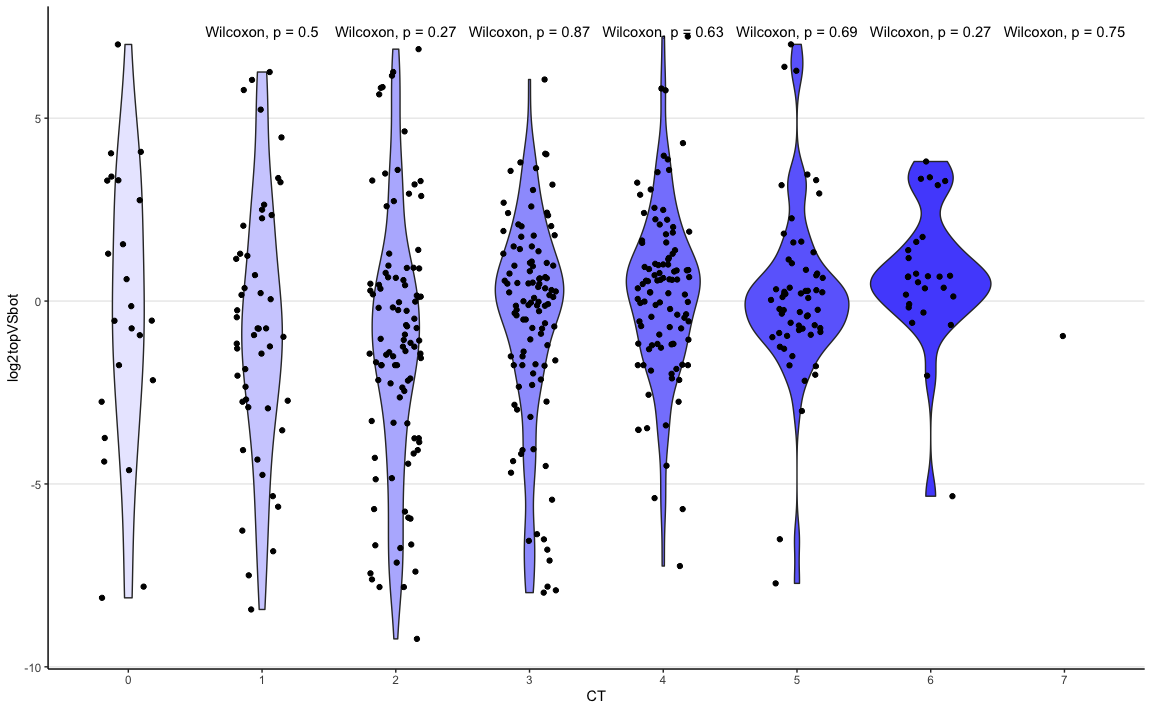 Wilcoxon, p = 0.5 Wilcoxon, p = 0.27 Wilcoxon, p = 0.87 Wilcoxon, p = 0.63 Wilcoxon, p = 0.69 Wilcoxon, p = 0.27 Wilcoxon, p = 0.75
5
0
-5
-10
log2topVSbot
0 1 2 3 4 5 6 7
CT